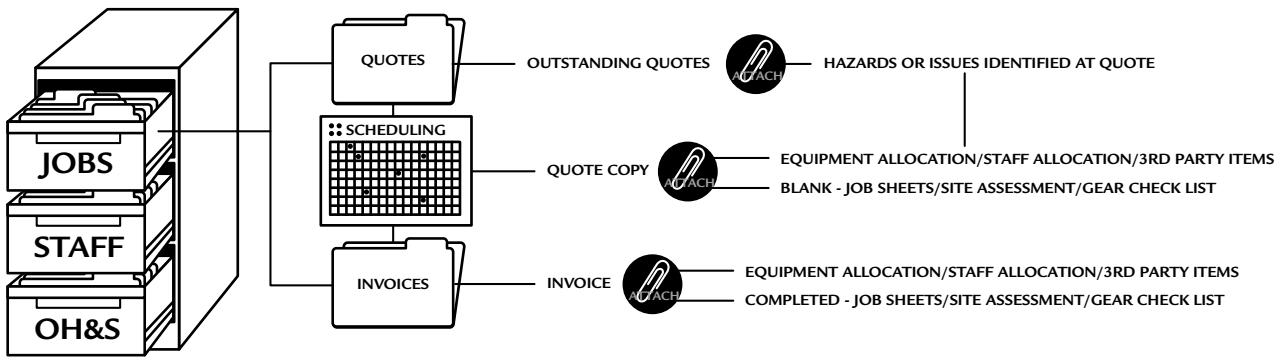 JOBS
STAFF
OH&S
QUOTES
OUTSTANDING QUOTES
ATTACH
HAZARDS OR ISSUES IDENTIFIED AT QUOTE
SCHEDULING
QUOTE COPY
ATTACH
EQUIPMENT ALLOCATION/STAFF ALLOCATION/3RD PARTY ITEMS
BLANK - JOB SHEETS/SITE ASSESSMENT/GEAR CHECK LIST
INVOICES
INVOICE
ATTACH
EQUIPMENT ALLOCATION/STAFF ALLOCATION/3RD PARTY ITEMS
COMPLETED - JOB SHEETS/SITE ASSESSMENT/GEAR CHECK LIST